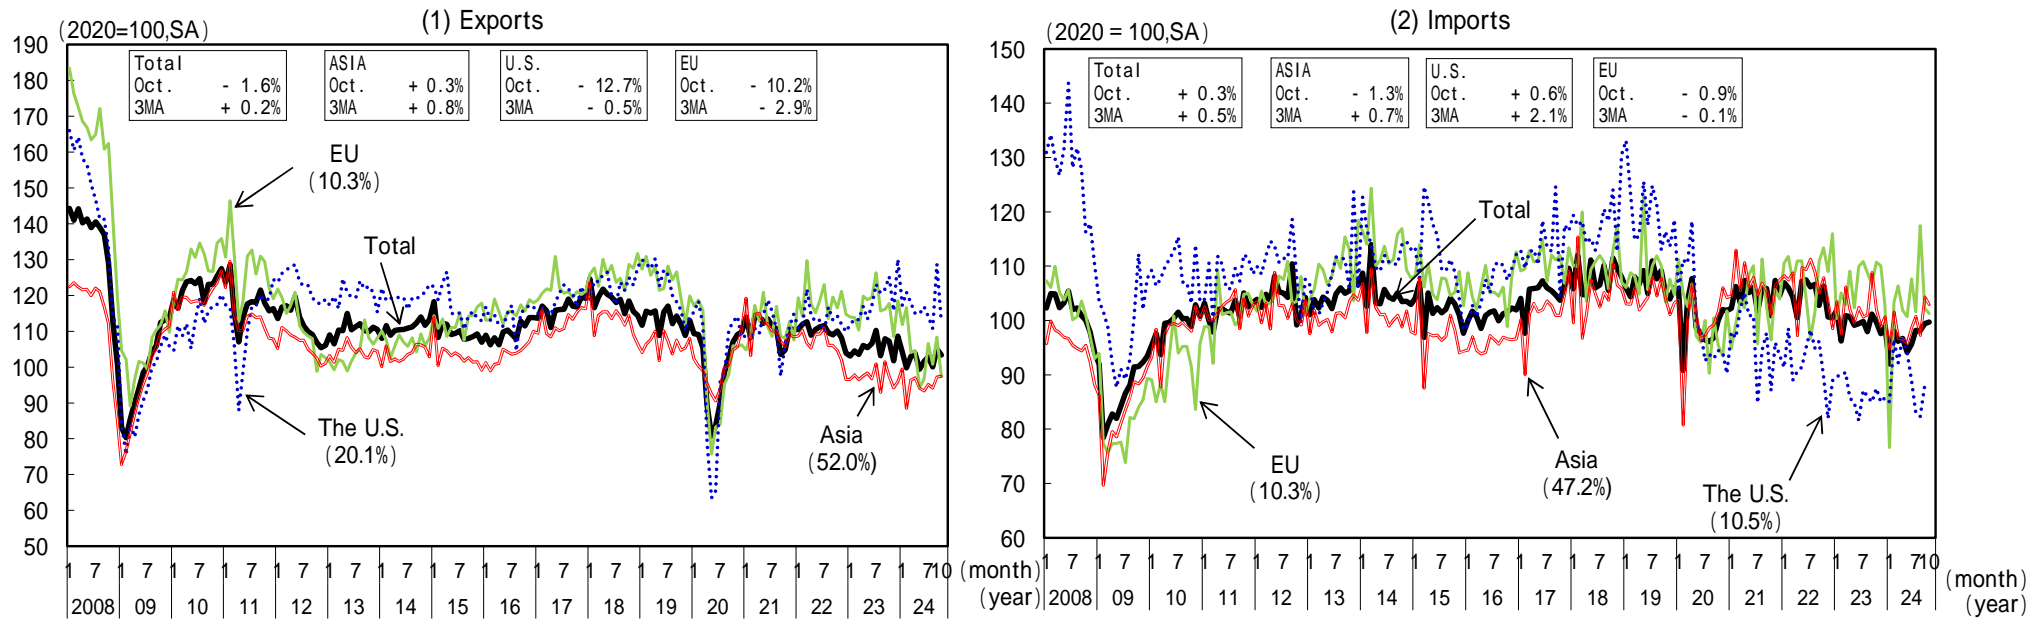 (1) Exports
(2020=100,SA)
190
180
170
160
150
140
130
120
110
100
90
80
70
60
50
Total
Oct. - 1.6%
3MA + 0.2%
ASIA
Oct. + 0.3%
3MA + 0.8%
U.S.
Oct. - 12.7%
3MA - 0.5%
EU
Oct. - 10.2%
3MA - 2.9%
EU
(10.3%)
Total
The U.S.
(20.1%)
Asia
(52.0%)
1 7 1 7 1 7 1 7 1 7 1 7 1 7 1 7 1 7 1 7 1 7 1 7 1 7 1 7 1 7 1 7 1 7 10 (month)
2008 09 10 11 12 13 14 15 16 17 18 19 20 21 22 23 24 (year)
(2) Imports
(2020 = 100,SA)
150
140
130
120
110
100
90
80
70
60
Total
Oct. + 0.3%
3MA + 0.5%
ASIA
Oct. - 1.3%
3MA + 0.7%
U.S.
Oct. + 0.6%
3MA + 2.1%
EU
Oct. - 0.9%
3MA - 0.1%
Total
EU
(10.3%)
Asia
(47.2%)
The U.S.
(10.5%)
1 7 1 7 1 7 1 7 1 7 1 7 1 7 1 7 1 7 1 7 1 7 1 7 1 7 1 7 1 7 1 7 1 7 10 (month)
2008 09 10 11 12 13 14 15 16 17 18 19 20 21 22 23 24 (year)